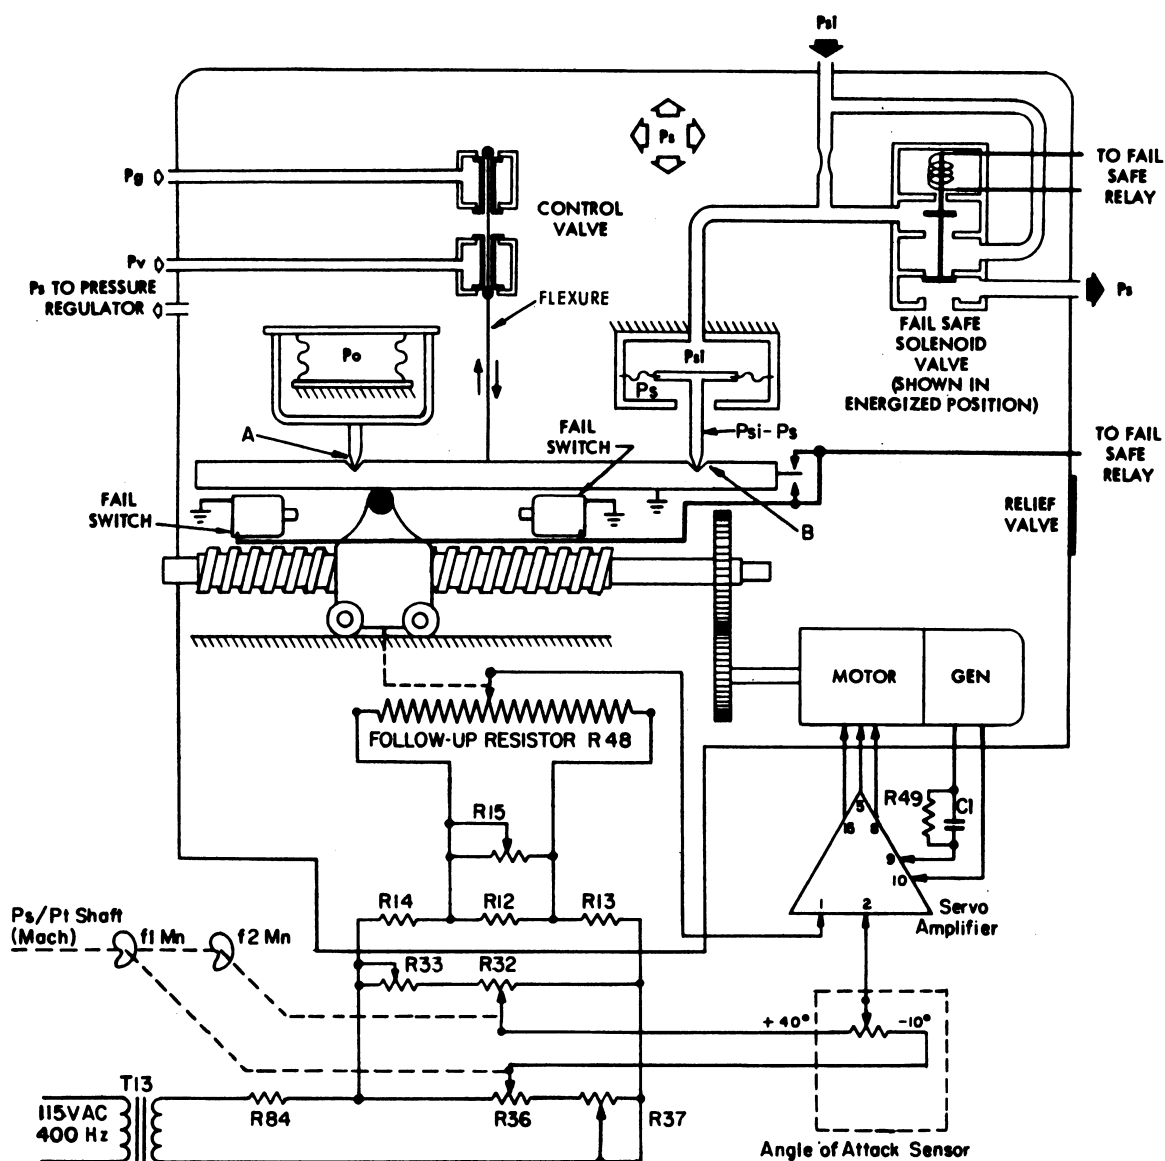 Psi
Ps
Pg
CONTROL
VALVE
TO FAIL
SAFE
RELAY
Pv
Ps TO PRESSURE
REGULATOR
FLEXURE
Ps
FAIL SAFE
SOLENOID
VALVE
(SHOWN IN
ENERGIZED POSITION)
Po
Psi
Ps
A
FAIL
SWITCH
Psi-Ps
TO FAIL
SAFE
RELAY
FAIL
SWITCH
B
RELIEF
VALVE
MOTOR
GEN
FOLLOW-UP RESISTOR R48
R15
R49
C1
5
15
8
9
10
1
2
Servo
Amplifier
R14
R12
R13
Ps/Pt Shaft
(Mach)
f1 Mn
f2 Mn
R33
R32
+40°
-10°
T13
115VAC
400 Hz
R84
R36
R37
Angle of Attack Sensor